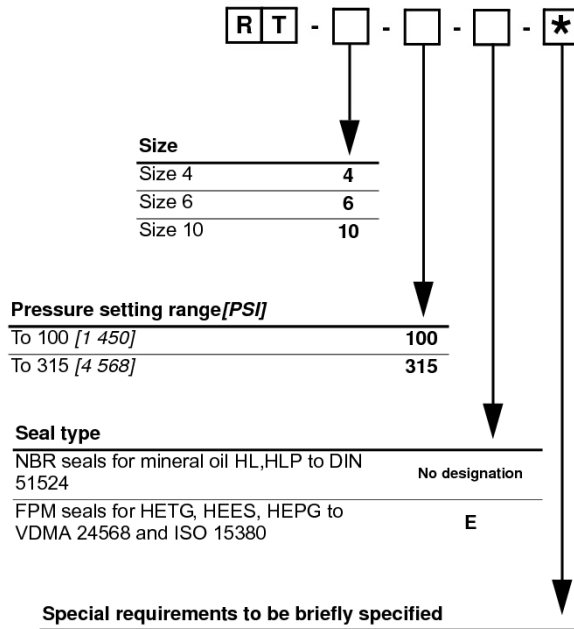 R T - - - - *
Size
Size 4 4
Size 6 6
Size 10 10
Pressure setting range[PSI]
To 100 [1 450] 100
To 315 [4 568] 315
Seal type
NBR seals for mineral oil HL,HLP to DIN
51524
No designation
FPM seals for HETG, HEES, HEPG to
VDMA 24568 and ISO 15380
E
Special requirements to be briefly specified